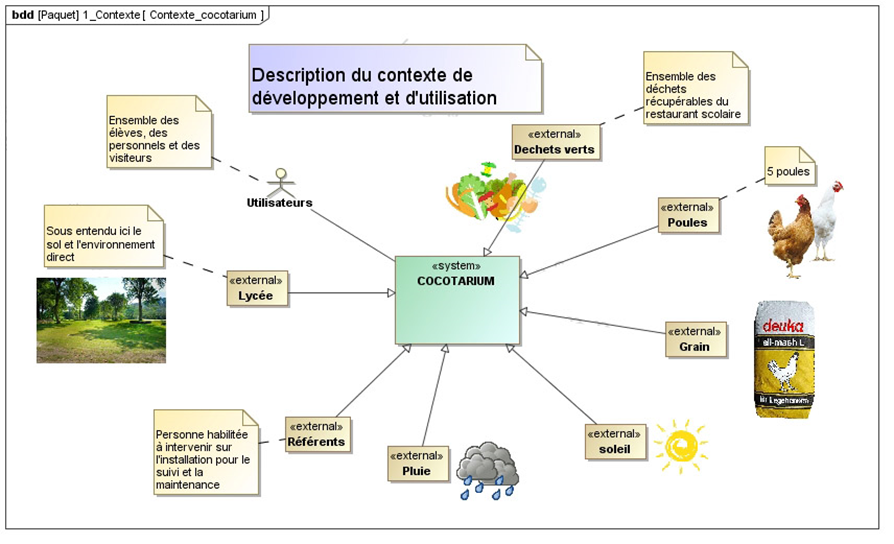 bdd [Paquet] 1_Contexte [ Contexte_cocotarium ]
Description du contexte de
développement et d'utilisation
Ensemble des
déchets
récupérables du
restaurant scolaire
Ensemble des
élèves, des
personnels et des
visiteurs
«external»
Dechets verts
5 poules
Utilisateurs
«external»
Poules
Sous entendu ici le
sol et l'environnement
direct
«system»
COCOTARIUM
«external»
Lycée
deuka
all-mash L
«external»
Grain
Personne habilitée
à intervenir sur
l'installation pour le
suivi et la
maintenance
«external»
Référents
«external»
Pluie
«external»
soleil